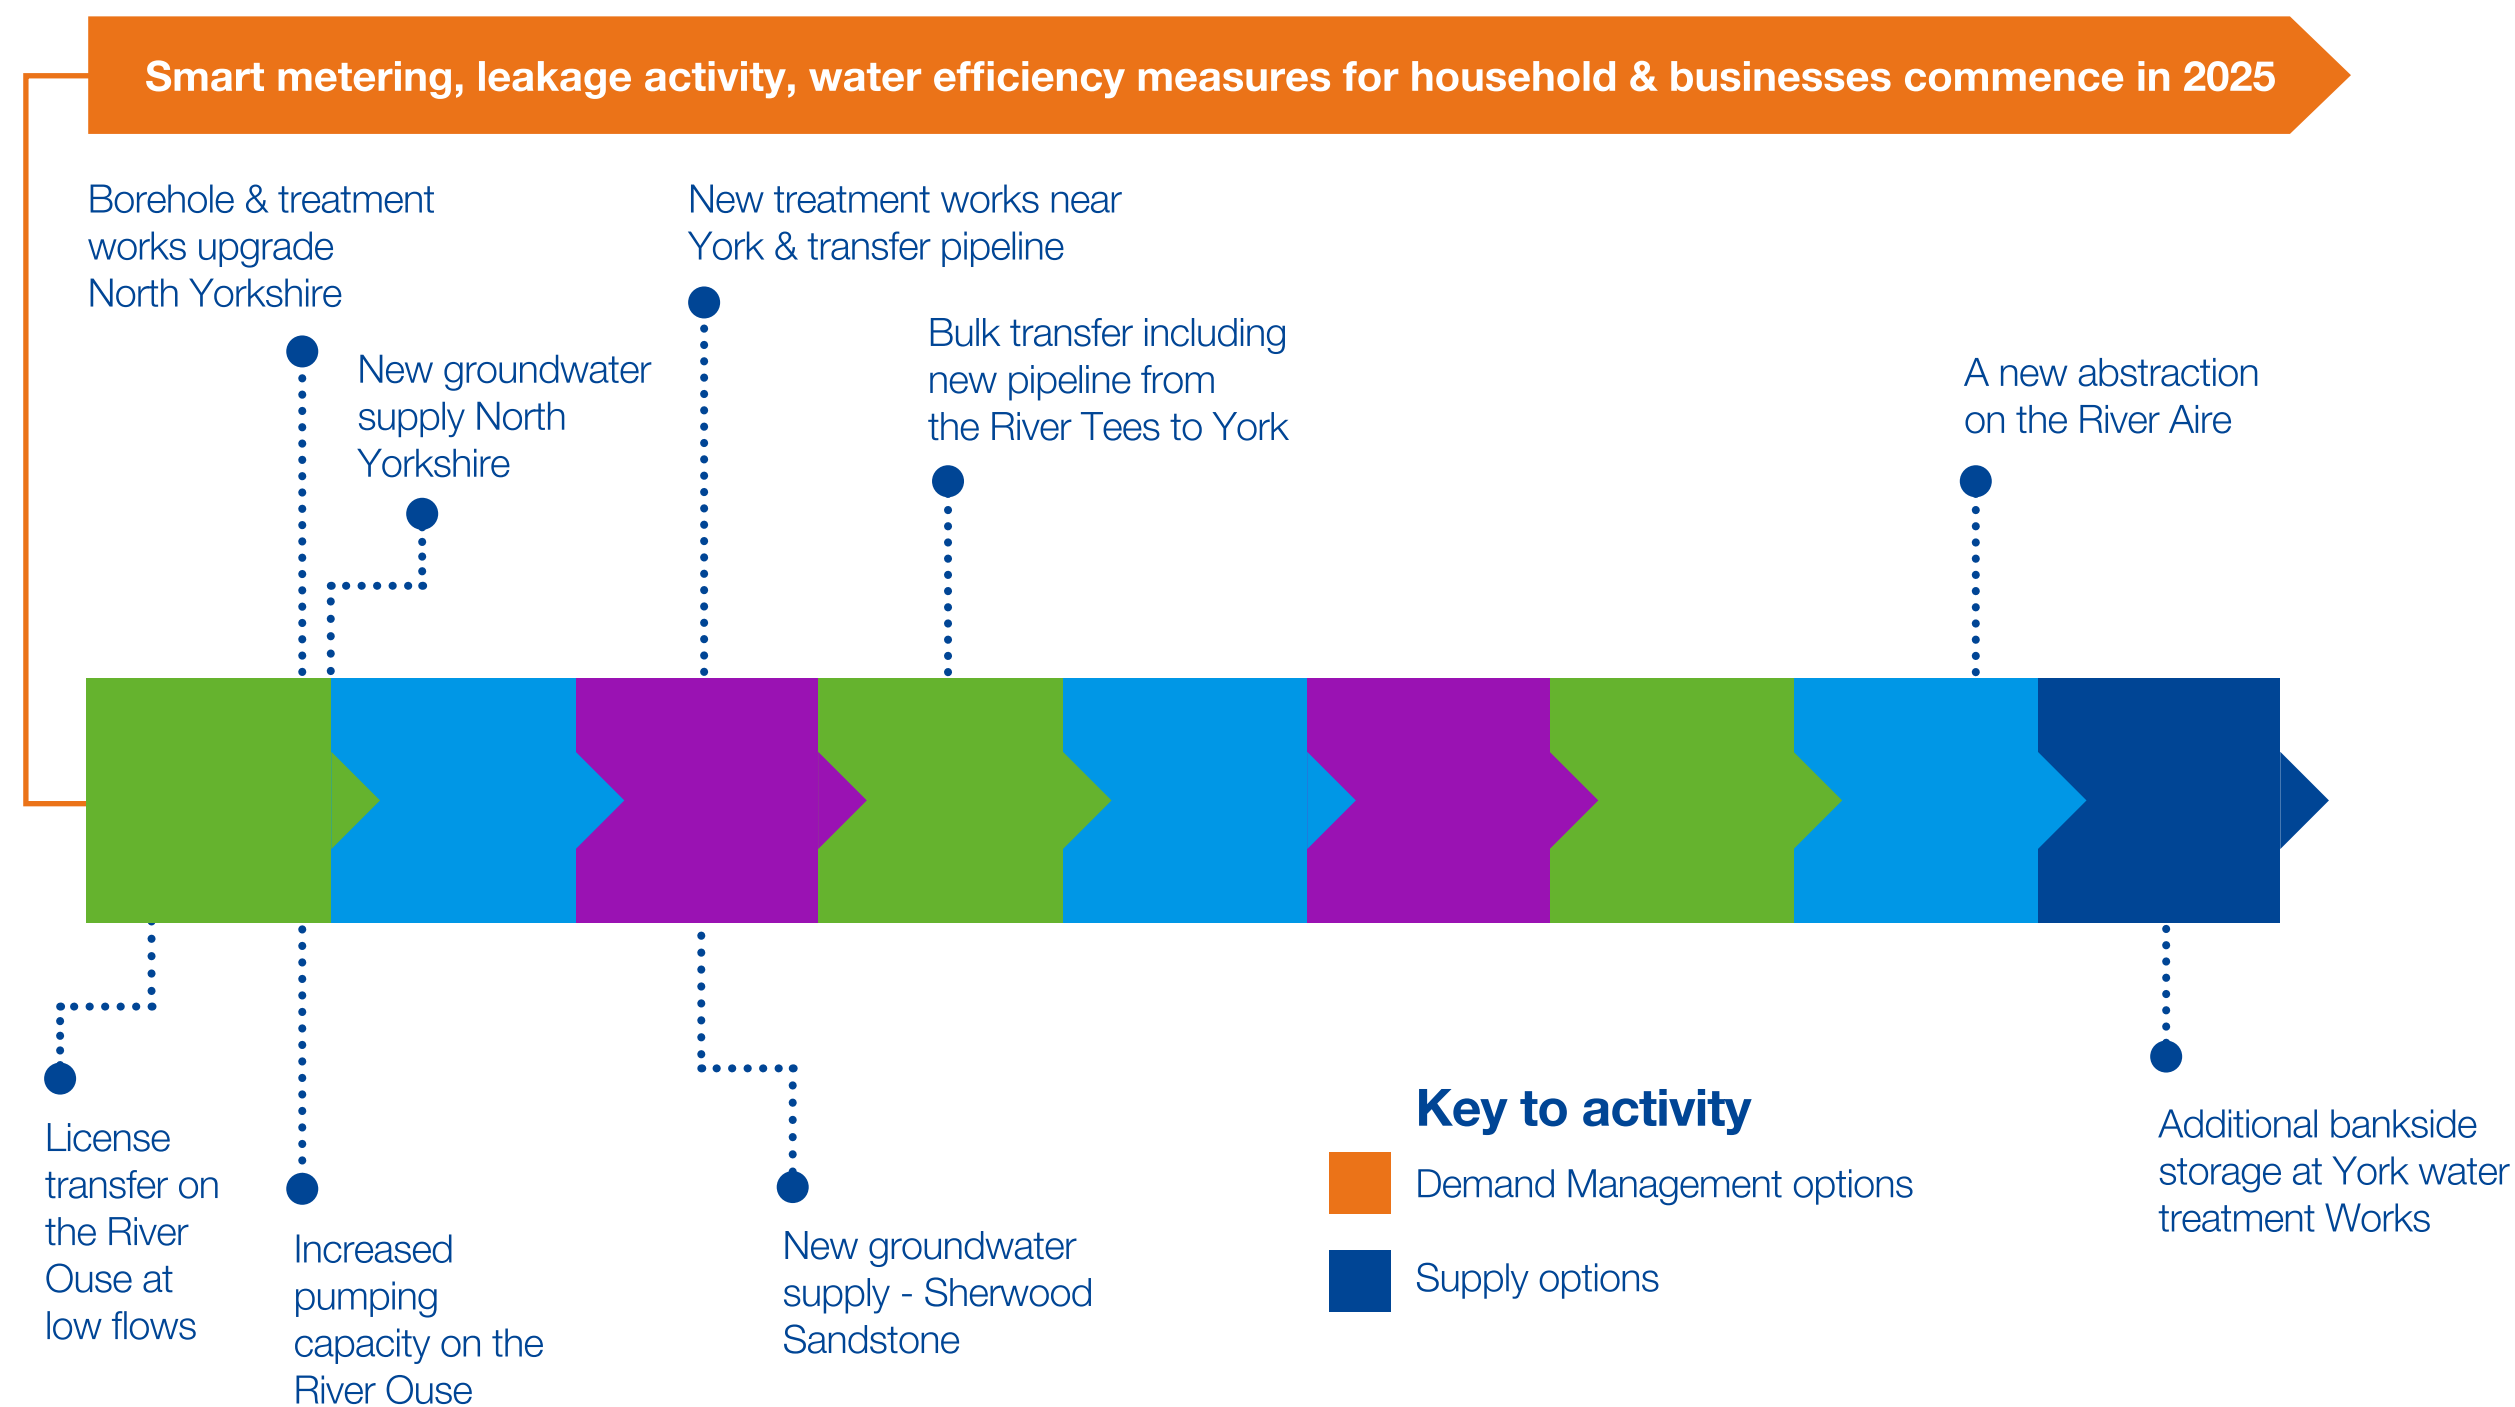 Smart metering, leakage activity, water efficiency measures for household & businesses commence in 2025
Borehole & treatment
works upgrade
North Yorkshire
New groundwater
supply North
Yorkshire
New treatment works near
York & transfer pipeline
Bulk transfer including
new pipeline from
the River Tees to York
A new abstraction
on the River Aire
License
transfer on
the River
Ouse at
low flows
Increased
pumping
capacity on the
River Ouse
New groundwater
supply - Sherwood
Sandstone
Key to activity
Demand Management options
Supply options
Additional bankside
storage at York water
treatment Works